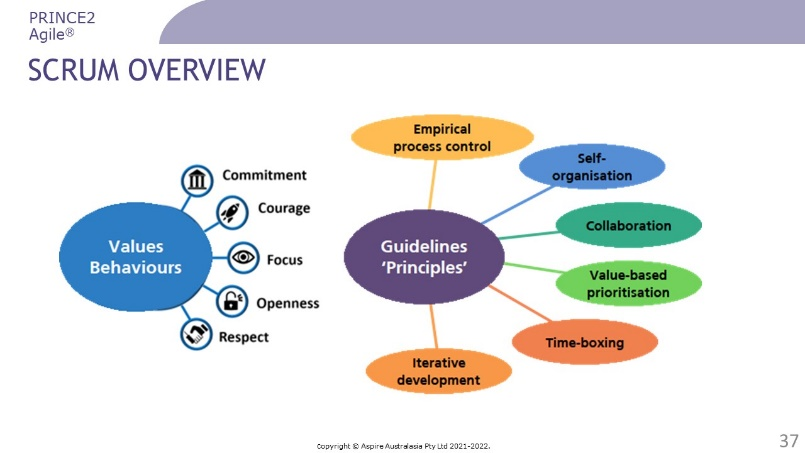 PRINCE2
Agile®
SCRUM OVERVIEW
Values
Behaviours
Commitment
Courage
Focus
Openness
Respect
Guidelines
‘Principles’
Empirical
process control
Self-
organisation
Collaboration
Value-based
prioritisation
Time-boxing
Iterative
development
Copyright © Aspire Australasia Pty Ltd 2021-2022.
37